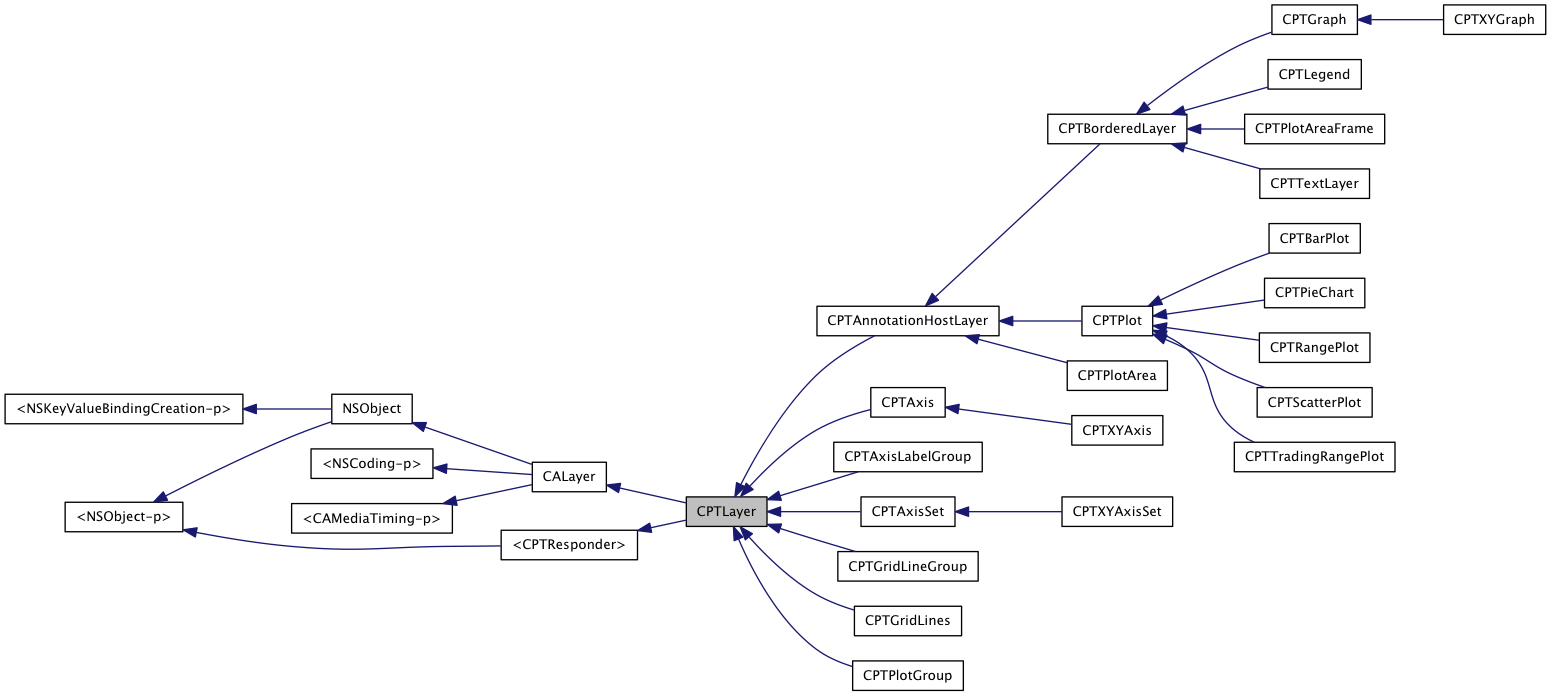 CPTGraph
CPTXYGraph
CPTLegend
CPTBorderedLayer
CPTPlotAreaFrame
CPTTextLayer
CPTBarPlot
CPTPieChart
CPTAnnotationHostLayer
CPTPlot
CPTRangePlot
CPTPlotArea
CPTScatterPlot
<NSKeyValueBindingCreation-p>
NSObject
CPTAxis
CPTXYAxis
CPTTradingRangePlot
CPTAxisLabelGroup
<NSCoding-p>
CALayer
<NSObject-p>
<CAMediaTiming-p>
CPTLayer
CPTAxisSet
CPTXYAxisSet
<CPTResponder>
CPTGridLineGroup
CPTGridLines
CPTPlotGroup